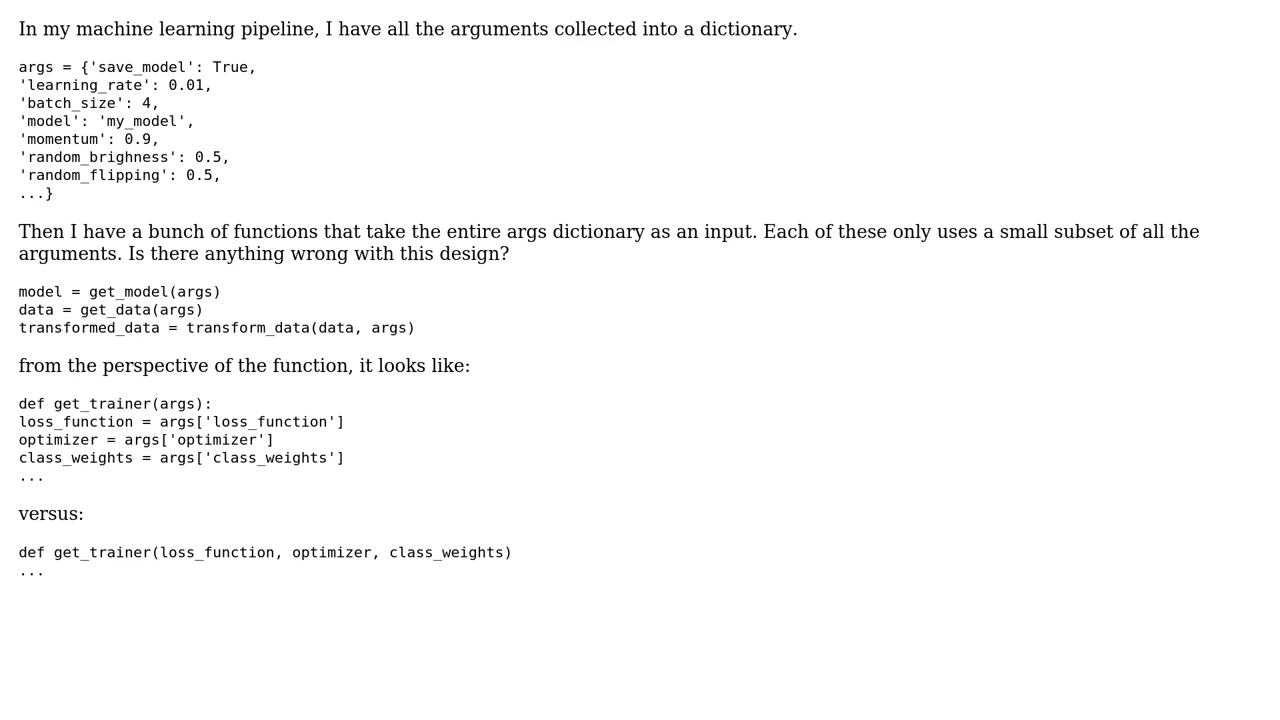 In my machine learning pipeline, I have all the arguments collected into a dictionary.
args = {'save_model': True,
'learning_rate': 0.01,
'batch_size': 4,
'model': 'my_model',
'momentum': 0.9,
'random_brighness': 0.5,
'random_flipping': 0.5,
...}
Then I have a bunch of functions that take the entire args dictionary as an input. Each of these only uses a small subset of all the
arguments. Is there anything wrong with this design?
model = get_model(args)
data = get_data(args)
transformed_data = transform_data(data, args)
from the perspective of the function, it looks like:
def get_trainer(args):
loss_function = args['loss_function']
optimizer = args['optimizer']
class_weights = args['class_weights']
...
versus:
def get_trainer(loss_function, optimizer, class_weights)
...